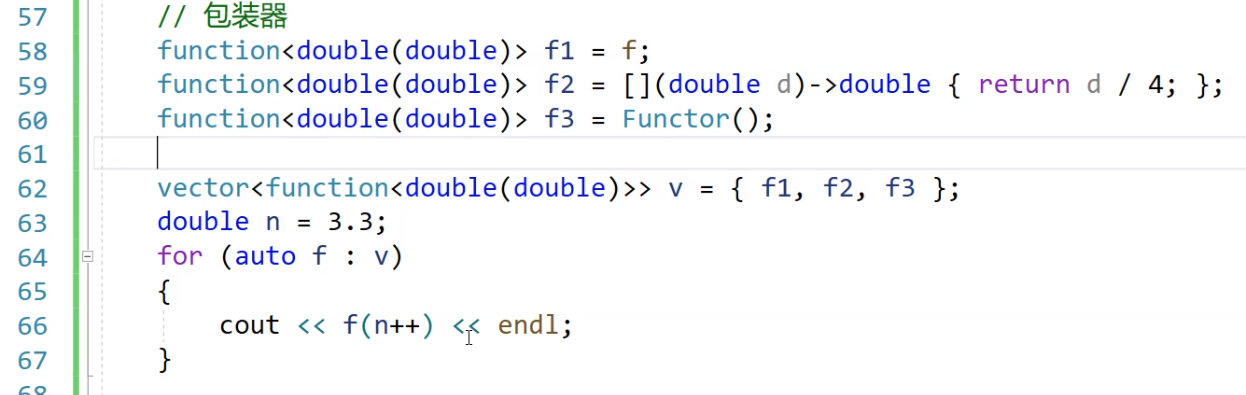 57 // 包装器
58 function<double(double)> f1 = f;
59 function<double(double)> f2 = [](double d)->double { return d / 4; };
60 function<double(double)> f3 = Functor();
61
62 vector<function<double(double)>> v = { f1, f2, f3 };
63 double n = 3.3;
64 for (auto f : v)
65 {
66 cout << f(n++) << endl;
67 }
68